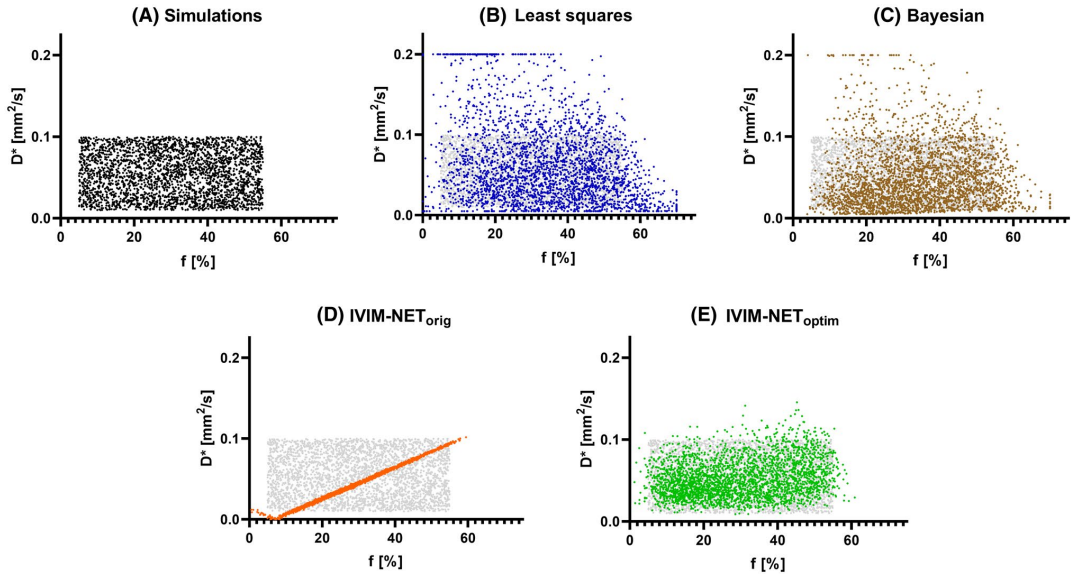 (A) Simulations
(B) Least squares
(C) Bayesian
D* [mm²/s]
0.2
0.1
0.0
0 20 40 60
f [%]
D* [mm²/s]
0.2
0.1
0.0
0 20 40 60
f [%]
D* [mm²/s]
0.2
0.1
0.0
0 20 40 60
f [%]
(D) IVIM-NETorig
(E) IVIM-NEToptim
D* [mm²/s]
0.2
0.1
0.0
0 20 40 60
f [%]
D* [mm²/s]
0.2
0.1
0.0
0 20 40 60
f [%]